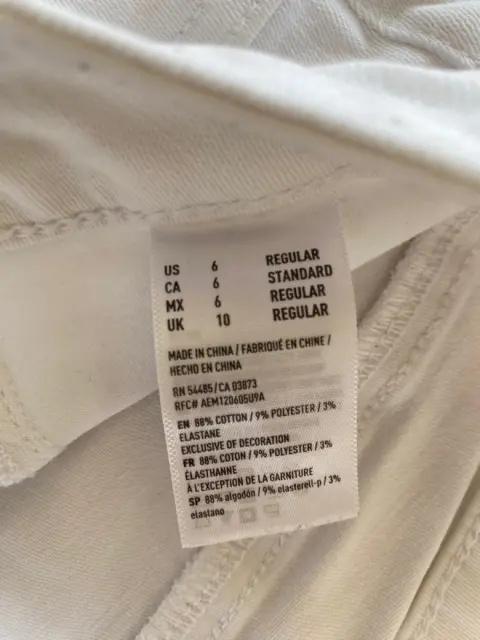 US 6 REGULAR
CA 6 STANDARD
MX 6 REGULAR
UK 10 REGULAR
MADE IN CHINA / FABRIQUÉ EN CHINE /
HECHO EN CHINA
RN 54485/CA 03873
RFC# AEM120605U9A
EN 88% COTTON / 9% POLYESTER / 3%
ELASTANE
EXCLUSIVE OF DECORATION
FR 88% COTON / 9% POLYESTER / 3%
ÉLASTHANNE
À L'EXCEPTION DE LA GARNITURE
SP 88% algodón / 9% elasterell-p / 3%
elastano